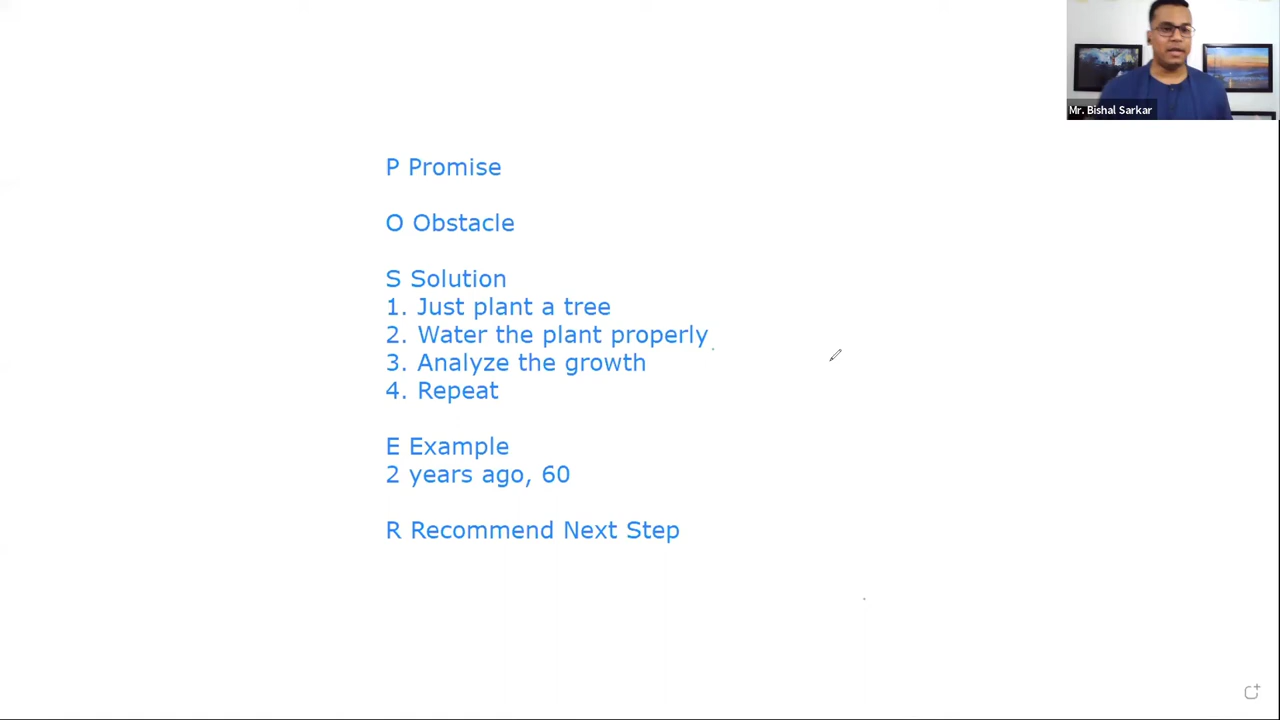 Mr. Bishal Sarkar
P Promise
O Obstacle
S Solution
1. Just plant a tree
2. Water the plant properly
3. Analyze the growth
4. Repeat
E Example
2 years ago, 60
R Recommend Next Step